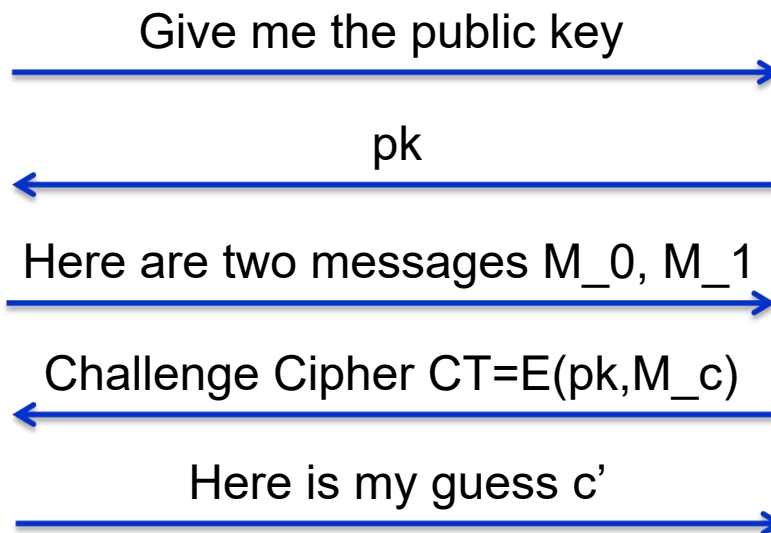 Give me the public key
pk
Here are two messages M_0, M_1
Challenge Cipher CT=E(pk,M_c)
Here is my guess c’